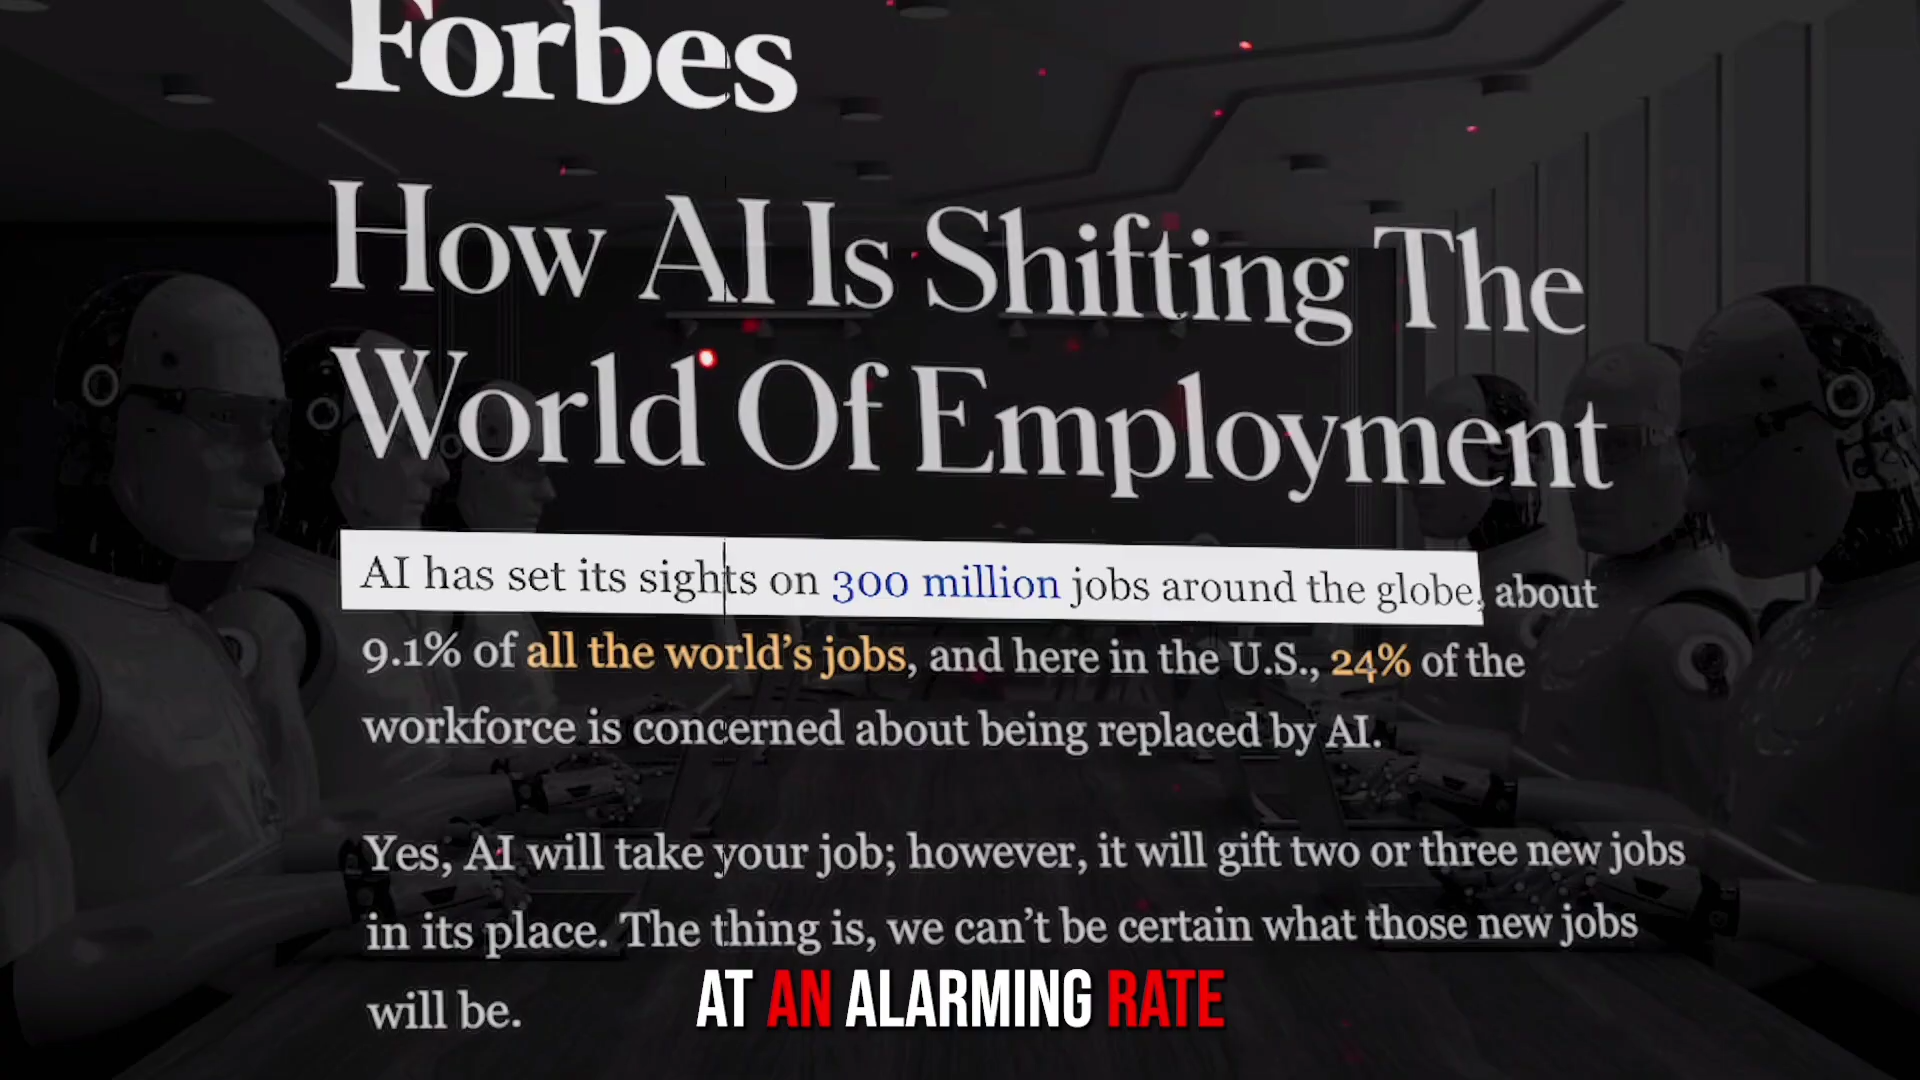 Forbes
How AI Is Shifting The
World Of Employment
AI has set its sights on 300 million jobs around the globe, about
9.1% of all the world’s jobs, and here in the U.S., 24% of the
workforce is concerned about being replaced by AI.
Yes, AI will take your job; however, it will gift two or three new jobs
in its place. The thing is, we can’t be certain what those new jobs
will be.
AT AN ALARMING RATE